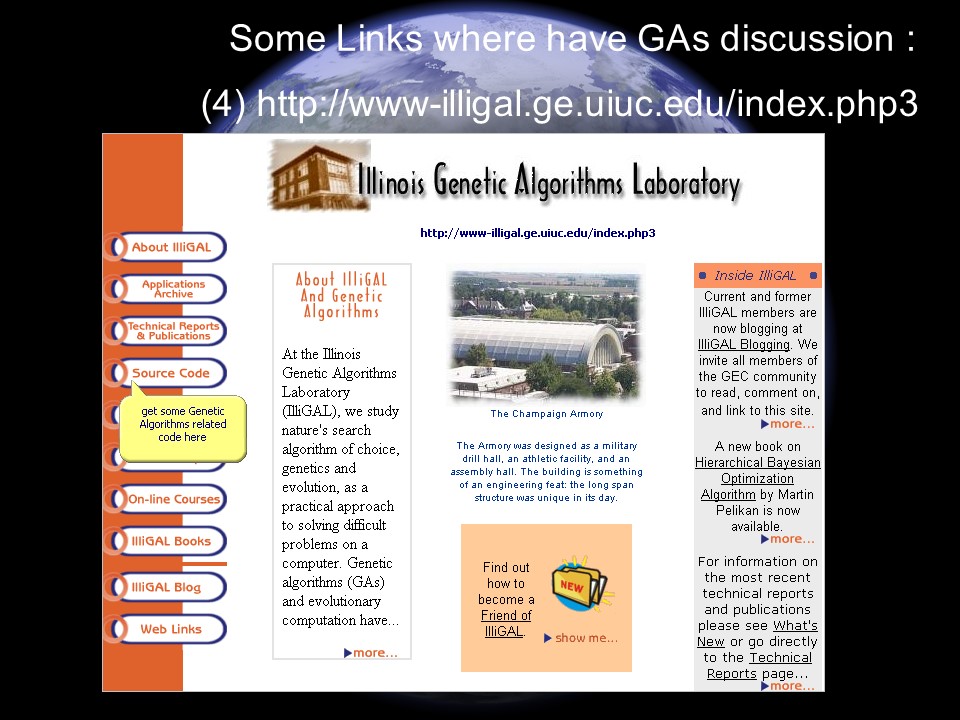 Some Links where have GAs discussion :
(4) http://www-illigal.ge.uiuc.edu/index.php3
Illinois Genetic Algorithms Laboratory
http://www-illigal.ge.uiuc.edu/index.php3
About IlliGAL
Applications
Archive
Technical Reports
& Publications
Source Code
get some Genetic
Algorithms related
code here
On-line Courses
IlliGAL Books
IlliGAL Blog
Web Links
About IlliGAL
And Genetic
Algorithms
At the Illinois
Genetic Algorithms
Laboratory
(IlliGAL), we study
nature's search
algorithm of choice,
genetics and
evolution, as a
practical approach
to solving difficult
problems on a
computer. Genetic
algorithms (GAs)
and evolutionary
computation have...
more...
The Champaign Armory
The Armory was designed as a military
drill hall, an athletic facility, and an
assembly hall. The building is something
of an engineering feat: the long span
structure was unique in its day.
Find out
how to
become a
Friend of
IlliGAL.
NEW
show me...
Inside IlliGAL
Current and former
IlliGAL members are
now blogging at
IlliGAL Blogging. We
invite all members of
the GEC community
to read, comment on,
and link to this site.
more...
A new book on
Hierarchical Bayesian
Optimization
Algorithm by Martin
Pelikan is now
available.
more...
For information on
the most recent
technical reports
and publications
please see What's
New or go directly
to the Technical
Reports page...
more...